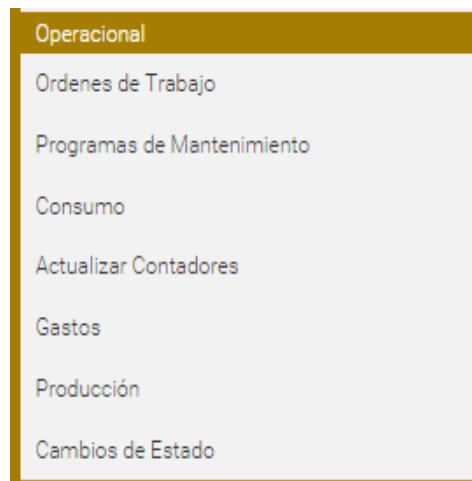 Operacional
Ordenes de Trabajo
Programas de Mantenimiento
Consumo
Actualizar Contadores
Gastos
Producción
Cambios de Estado